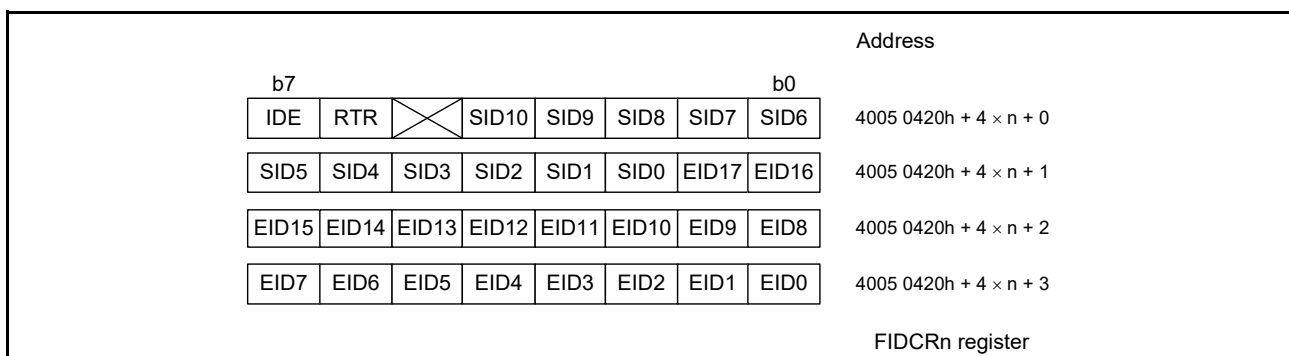 Address
b7 b0
IDE RTR SID10 SID9 SID8 SID7 SID6 4005 0420h + 4 × n + 0
SID5 SID4 SID3 SID2 SID1 SID0 EID17 EID16 4005 0420h + 4 × n + 1
EID15 EID14 EID13 EID12 EID11 EID10 EID9 EID8 4005 0420h + 4 × n + 2
EID7 EID6 EID5 EID4 EID3 EID2 EID1 EID0 4005 0420h + 4 × n + 3
FIDCRn register